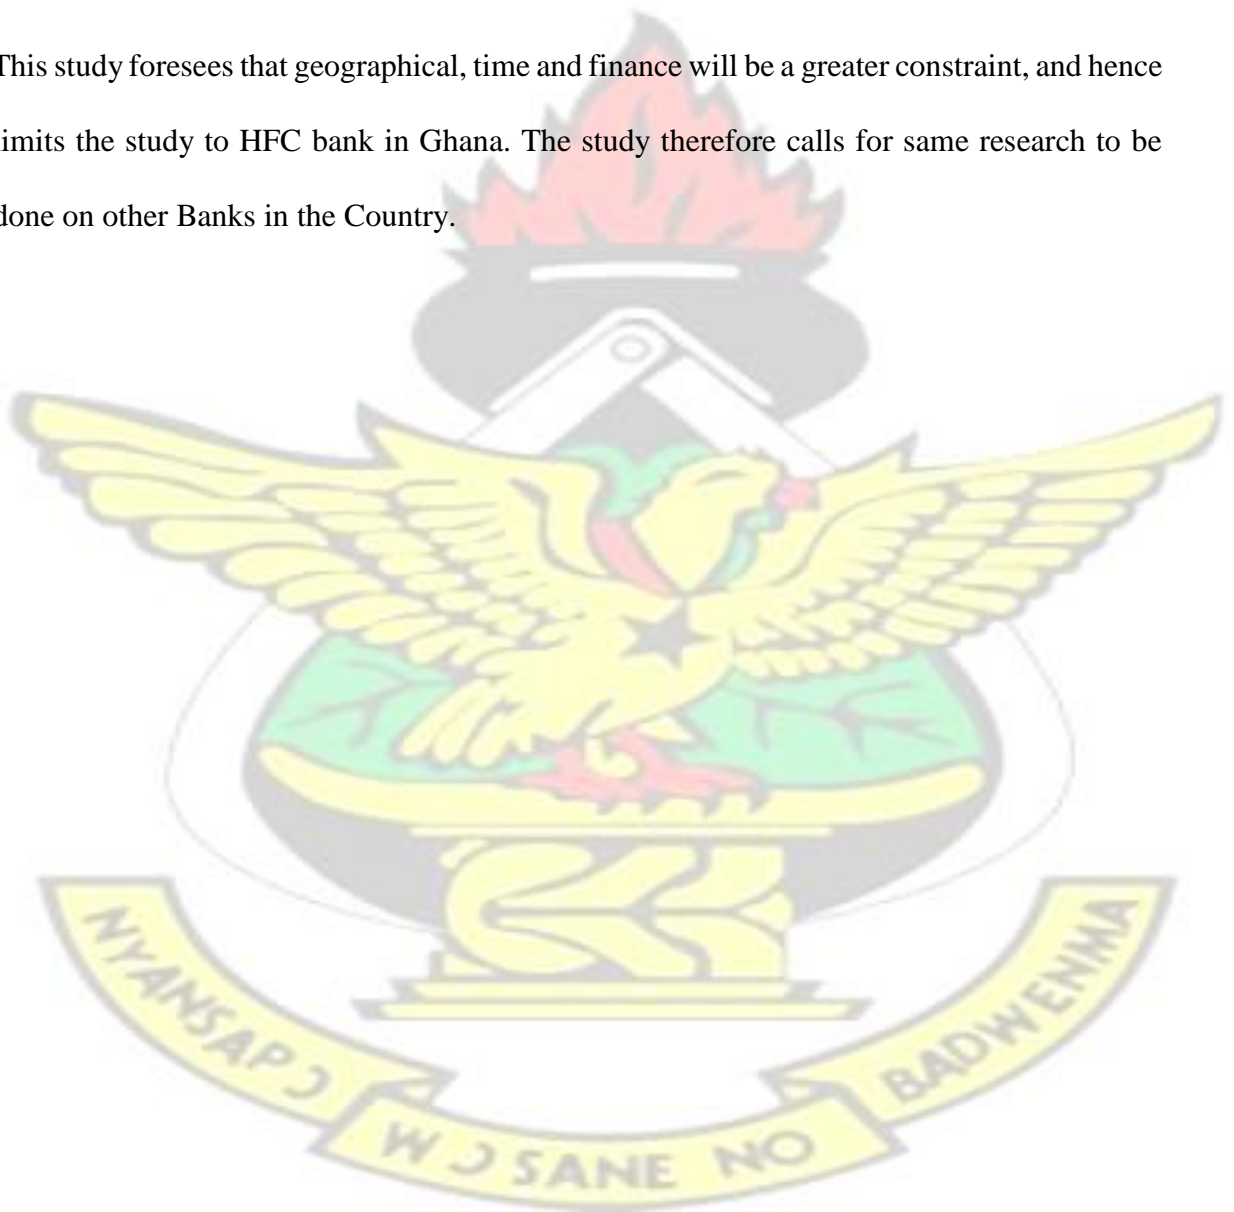 This study foresees that geographical, time and finance will be a greater constraint, and hence
limits the study to HFC bank in Ghana. The study therefore calls for same research to be
done on other Banks in the Country.
NYANSAPƆ
WƆSANE NO
BADWENMA